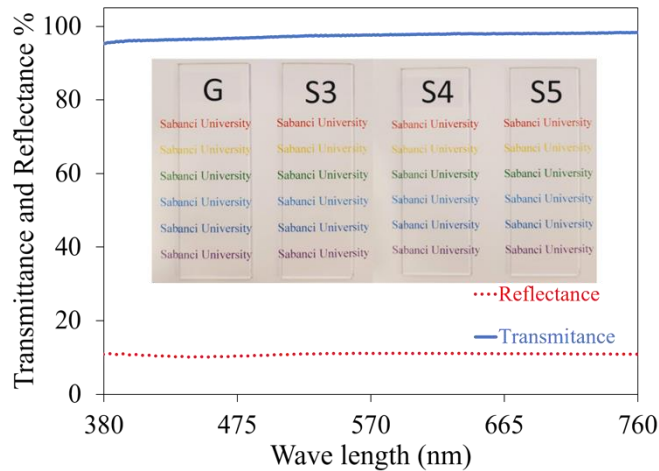 Transmittance and Reflectance %
100
80
60
40
20
0
G S3 S4 S5
Sabanci University Sabanci University Sabanci University Sabanci University
Sabanci University Sabanci University Sabanci University Sabanci University
Sabanci University Sabanci University Sabanci University Sabanci University
Sabanci University Sabanci University Sabanci University Sabanci University
Sabanci University Sabanci University Sabanci University Sabanci University
Sabanci University Sabanci University Sabanci University Sabanci University
Reflectance
Transmitance
380 475 570 665 760
Wave length (nm)